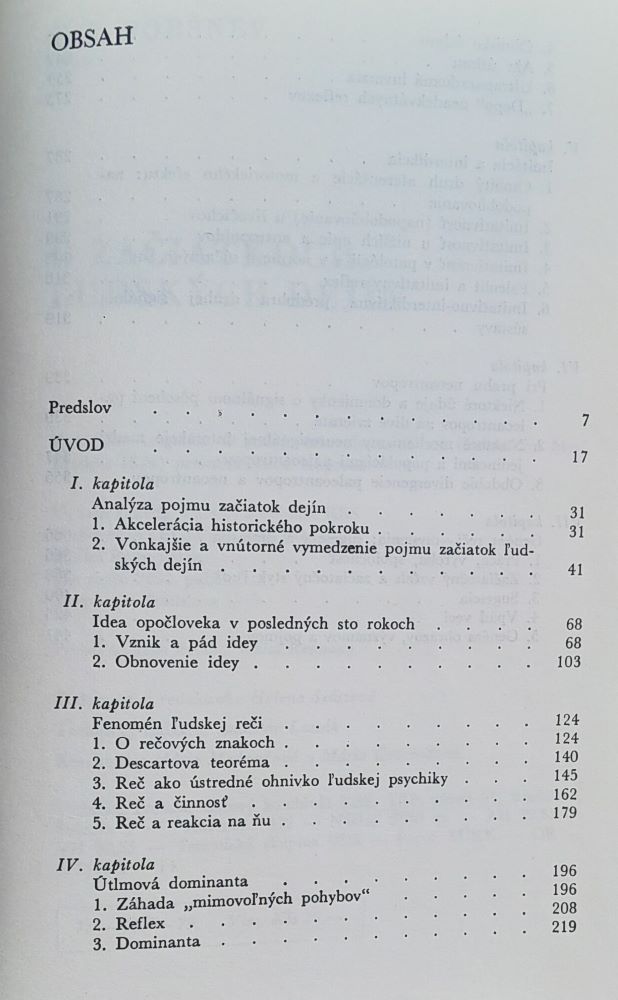 OBSAH
Predslov . . . . . . . . . . 7
ÚVOD . . . . . . . . . . 17
I. kapitola
Analýza pojmu začiatok dejín . . . . . 31
1. Akcelerácia historického pokroku . . . . . 31
2. Vonkajšie a vnútorné vymedzenie pojmu začiatok ľud-
ských dejín . . . . . . . . . 41
II. kapitola
Idea opočloveka v posledných sto rokoch . . . . 68
1. Vznik a pád idey . . . . . . . . 68
2. Obnovenie idey . . . . . . . . 103
III. kapitola
Fenomén ľudskej reči . . . . . . . . 124
1. O rečových znakoch . . . . . . . . 124
2. Descartova teoréma . . . . . . . . 140
3. Reč ako ústredné ohnivko ľudskej psychiky . . . 145
4. Reč a činnosť . . . . . . . . . 162
5. Reč a reakcia na ňu . . . . . . . . 179
IV. kapitola
Útlmová dominanta . . . . . . . . 196
1. Záhada „mimovoľných pohybov“ . . . . . 196
2. Reflex . . . . . . . . . . 208
3. Dominanta . . . . . . . . . 219